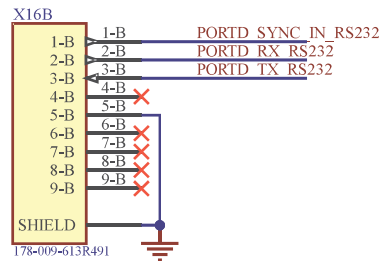 X16B
1-B 1-B PORTD_SYNC_IN_RS232
2-B 2-B PORTD_RX_RS232
3-B 3-B PORTD_TX_RS232
4-B 4-B
5-B 5-B
6-B 6-B
7-B 7-B
8-B 8-B
9-B 9-B
SHIELD
178-009-613R491